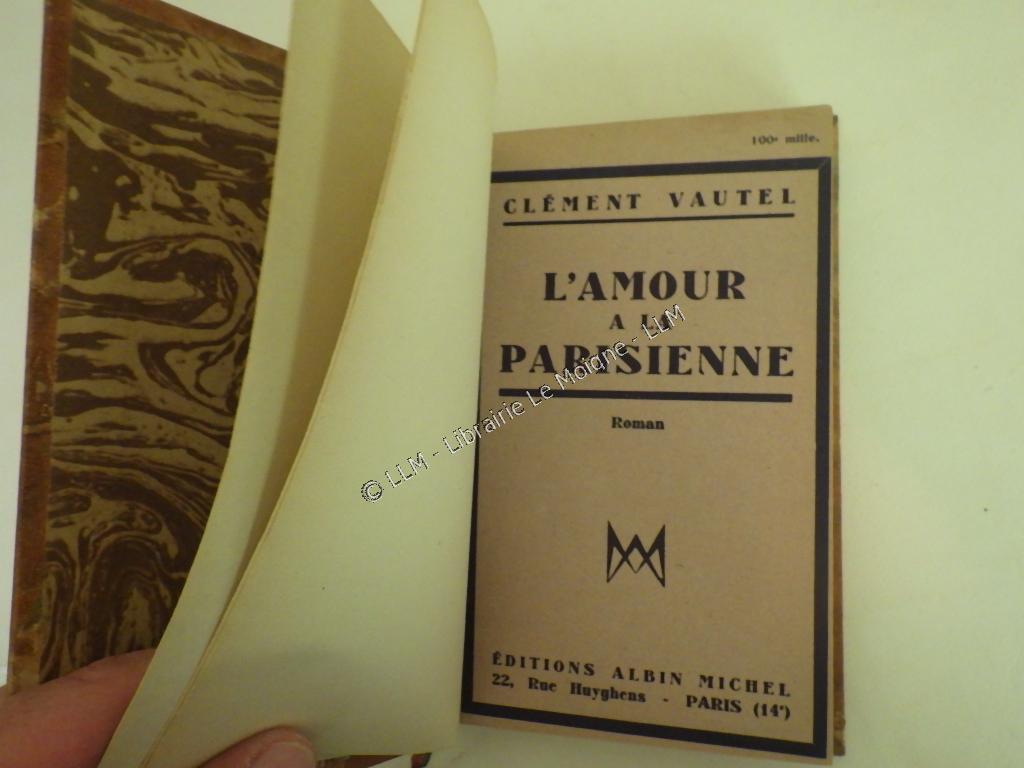 100e mille.
CLÉMENT VAUTEL
L'AMOUR
A LA
PARISIENNE
Roman
ÉDITIONS ALBIN MICHEL
22, Rue Huyghens - PARIS (14e)
© LLM - Librairie Le Moiane - LLM